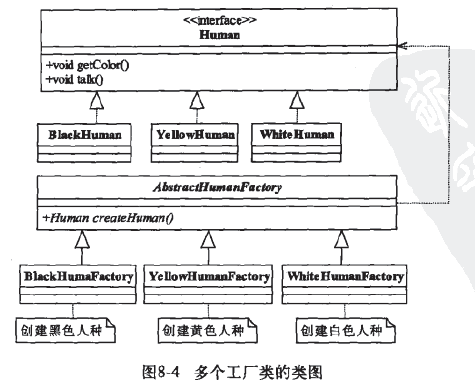 <<interface>>
Human
+void getColor()
+void talk()
BlackHuman YellowHuman WhiteHuman
AbstractHumanFactory
+Human createHuman()
BlackHumaFactory YellowHumanFactory WhiteHumanFactory
创建黑色人种 创建黄色人种 创建白色人种
图8-4 多个工厂类的类图